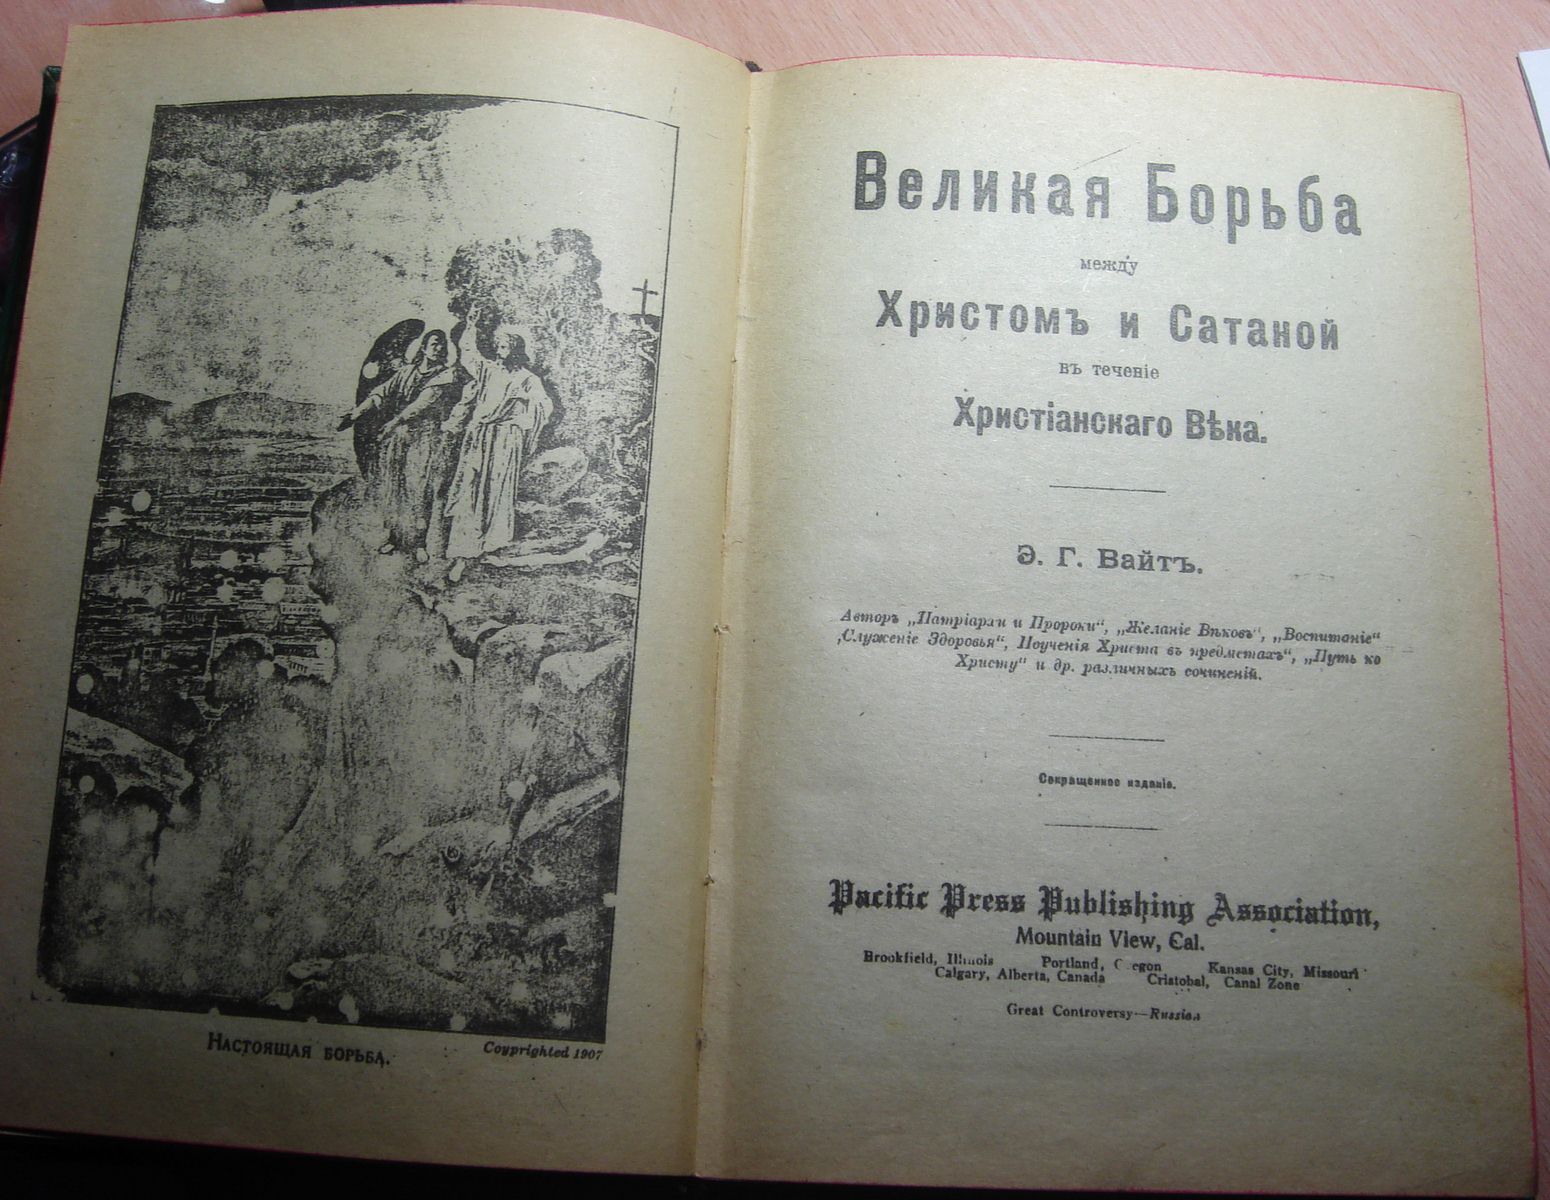 Настоящая борьба.
Coyprighted 1907
Великая Борьба
между
Христомъ и Сатаной
въ теченіе
Христіанскаго Вѣка.
Э. Г. Вайтъ.
Авторъ „Патріархи и Пророки“, „Желаніе Вѣковъ“, „Воспитаніе“
„Служеніе Здоровья“, Поученія Христа въ предметахъ“, „Путь ко
Христу“ и др. различныхъ сочиненій.
Сокращенное изданіе.
Pacific Press Publishing Association,
Mountain View, Cal.
Brookfield, Illinois Portland, Oregon Kansas City, Missouri
Calgary, Alberta, Canada Cristobal, Canal Zone
Great Controversy—Russian